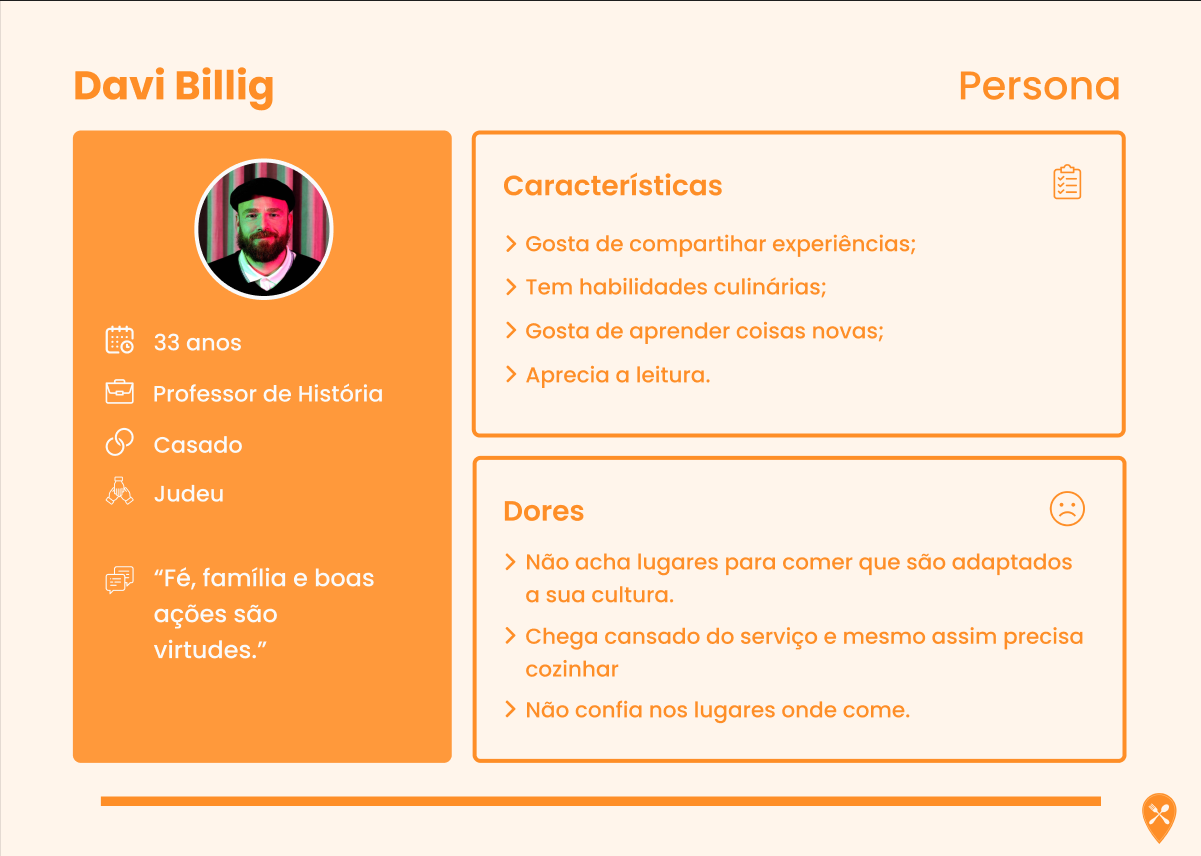 Davi Billig
Persona
33 anos
Professor de História
Casado
Judeu
“Fé, família e boas
ações são
virtudes.”
Características
Gosta de compartihar experiências;
Tem habilidades culinárias;
Gosta de aprender coisas novas;
Aprecia a leitura.
Dores
Não acha lugares para comer que são adaptados
a sua cultura.
Chega cansado do serviço e mesmo assim precisa
cozinhar
Não confia nos lugares onde come.